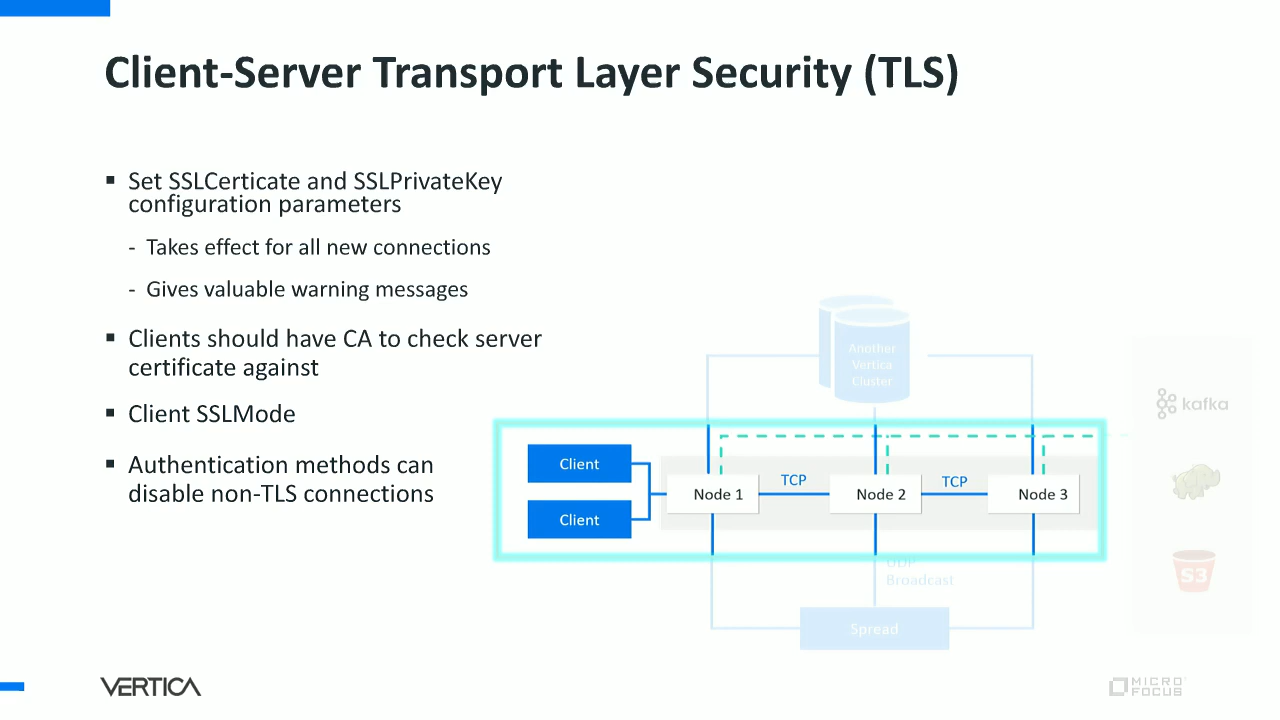 Client-Server Transport Layer Security (TLS)
▪ Set SSLCerticate and SSLPrivateKey
configuration parameters
- Takes effect for all new connections
- Gives valuable warning messages
▪ Clients should have CA to check server
certificate against
▪ Client SSLMode
▪ Authentication methods can
disable non-TLS connections
Another
Vertica
Cluster
kafka
Client
Client
TCP
TCP
Node 1
Node 2
Node 3
UDP
Broadcast
S3
Spread
VERTICA
MICRO
FOCUS